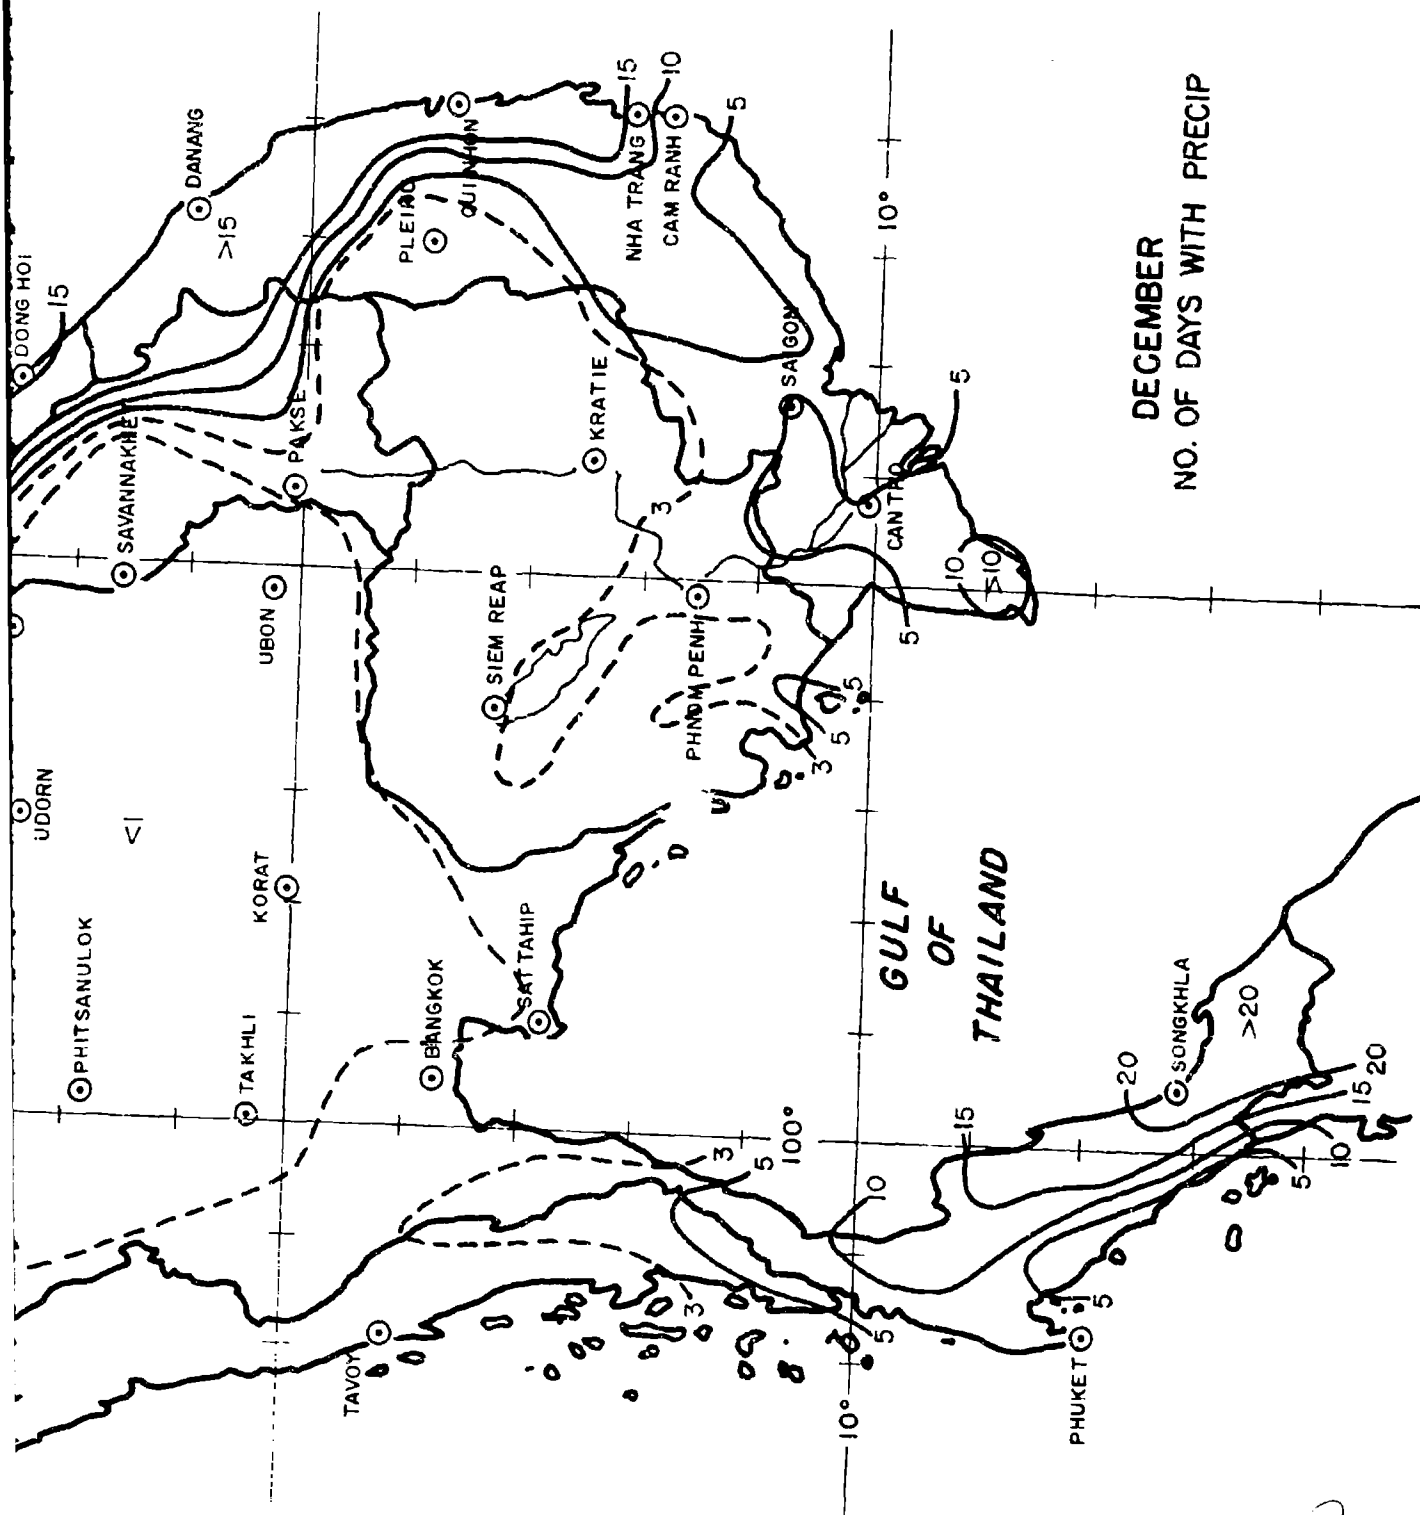 DECEMBER
NO. OF DAYS WITH PRECIP
DONG HOI
15
DANANG
>15
SAVANNAKHET
PAKSE
PLEIKU
QUI NHON
15
10
NHA TRANG
CAM RANH
5
10°
UBON
KRATIE
SAIGON
5
CAN THO
3
SIEM REAP
PHNOM PENH
10
>10
5
5
5
3
UDORN
<1
KORAT
PHITSANULOK
TAKHLI
BANGKOK
SATTAHIP
GULF
OF
THAILAND
SONGKHLA
>20
20
20
15
15
10
10
5
100°
3
5
3
5
5
TAVOY
10°
PHUKET